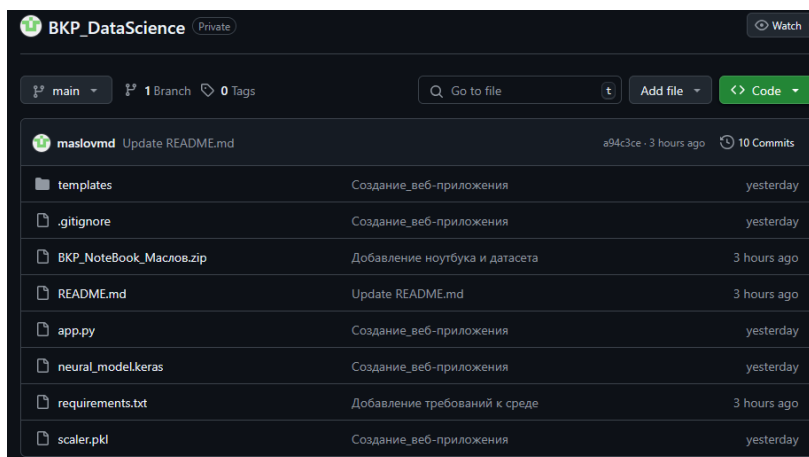 BKP_DataScience Private Watch
main 1 Branch 0 Tags Go to file t Add file Code
maslovmd Update README.md a94c3ce · 3 hours ago 10 Commits
templates Создание_веб-приложения yesterday
.gitignore Создание_веб-приложения yesterday
BKP_NoteBook_Маслов.zip Добавление ноутбука и датасета 3 hours ago
README.md Update README.md 3 hours ago
app.py Создание_веб-приложения yesterday
neural_model.keras Создание_веб-приложения yesterday
requirements.txt Добавление требований к среде 3 hours ago
scaler.pkl Создание_веб-приложения yesterday